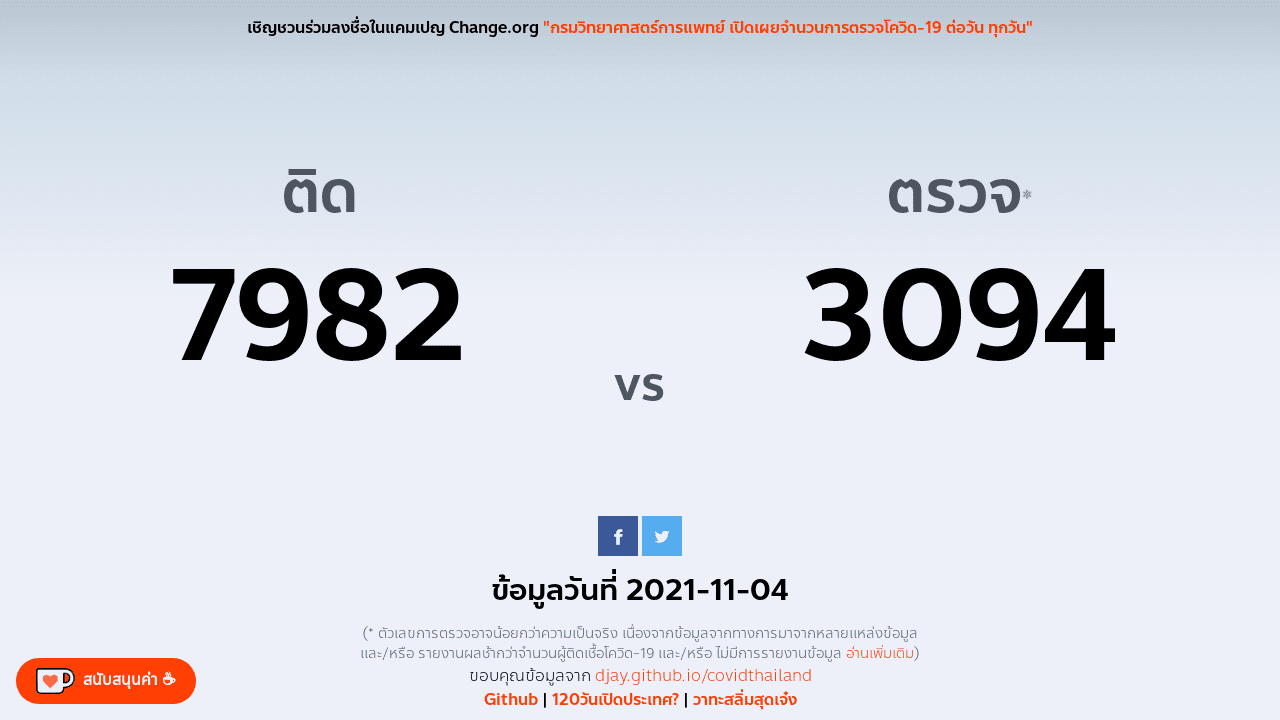 เชิญชวนร่วมลงชื่อในแคมเปญ Change.org "กรมวิทยาศาสตร์การแพทย์ เปิดเผยจำนวนการตรวจโควิด-19 ต่อวัน ทุกวัน"
ติด
7982
vs
ตรวจ*
3094
ข้อมูลวันที่ 2021-11-04
(* ตัวเลขการตรวจอาจน้อยกว่าความเป็นจริง เนื่องจากข้อมูลจากทางการมาจากหลายแหล่งข้อมูล
และ/หรือ รายงานผลช้ากว่าจำนวนผู้ติดเชื้อโควิด-19 และ/หรือ ไม่มีการรายงานข้อมูล อ่านเพิ่มเติม)
ขอบคุณข้อมูลจาก djay.github.io/covidthailand
Github | 120วันเปิดประเทศ? | วาทะสลิ่มสุดเจ๋ง
สนับสนุนค่า ☕